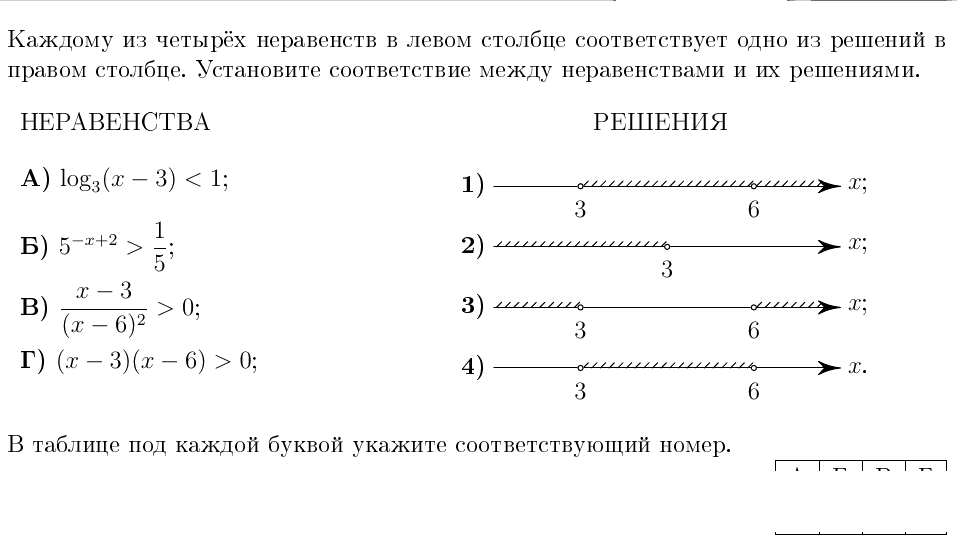 Каждому из четырёх неравенств в левом столбце соответствует одно из решений в
правом столбце. Установите соответствие между неравенствами и их решениями.
НЕРАВЕНСТВА
А) log₃(x − 3) < 1;
Б) 5^{−x+2} > 1/5;
В) (x − 3)/(x − 6)² > 0;
Г) (x − 3)(x − 6) > 0;
РЕШЕНИЯ
1) x;
3 6
2) x;
3
3) x;
3 6
4) x.
3 6
В таблице под каждой буквой укажите соответствующий номер.